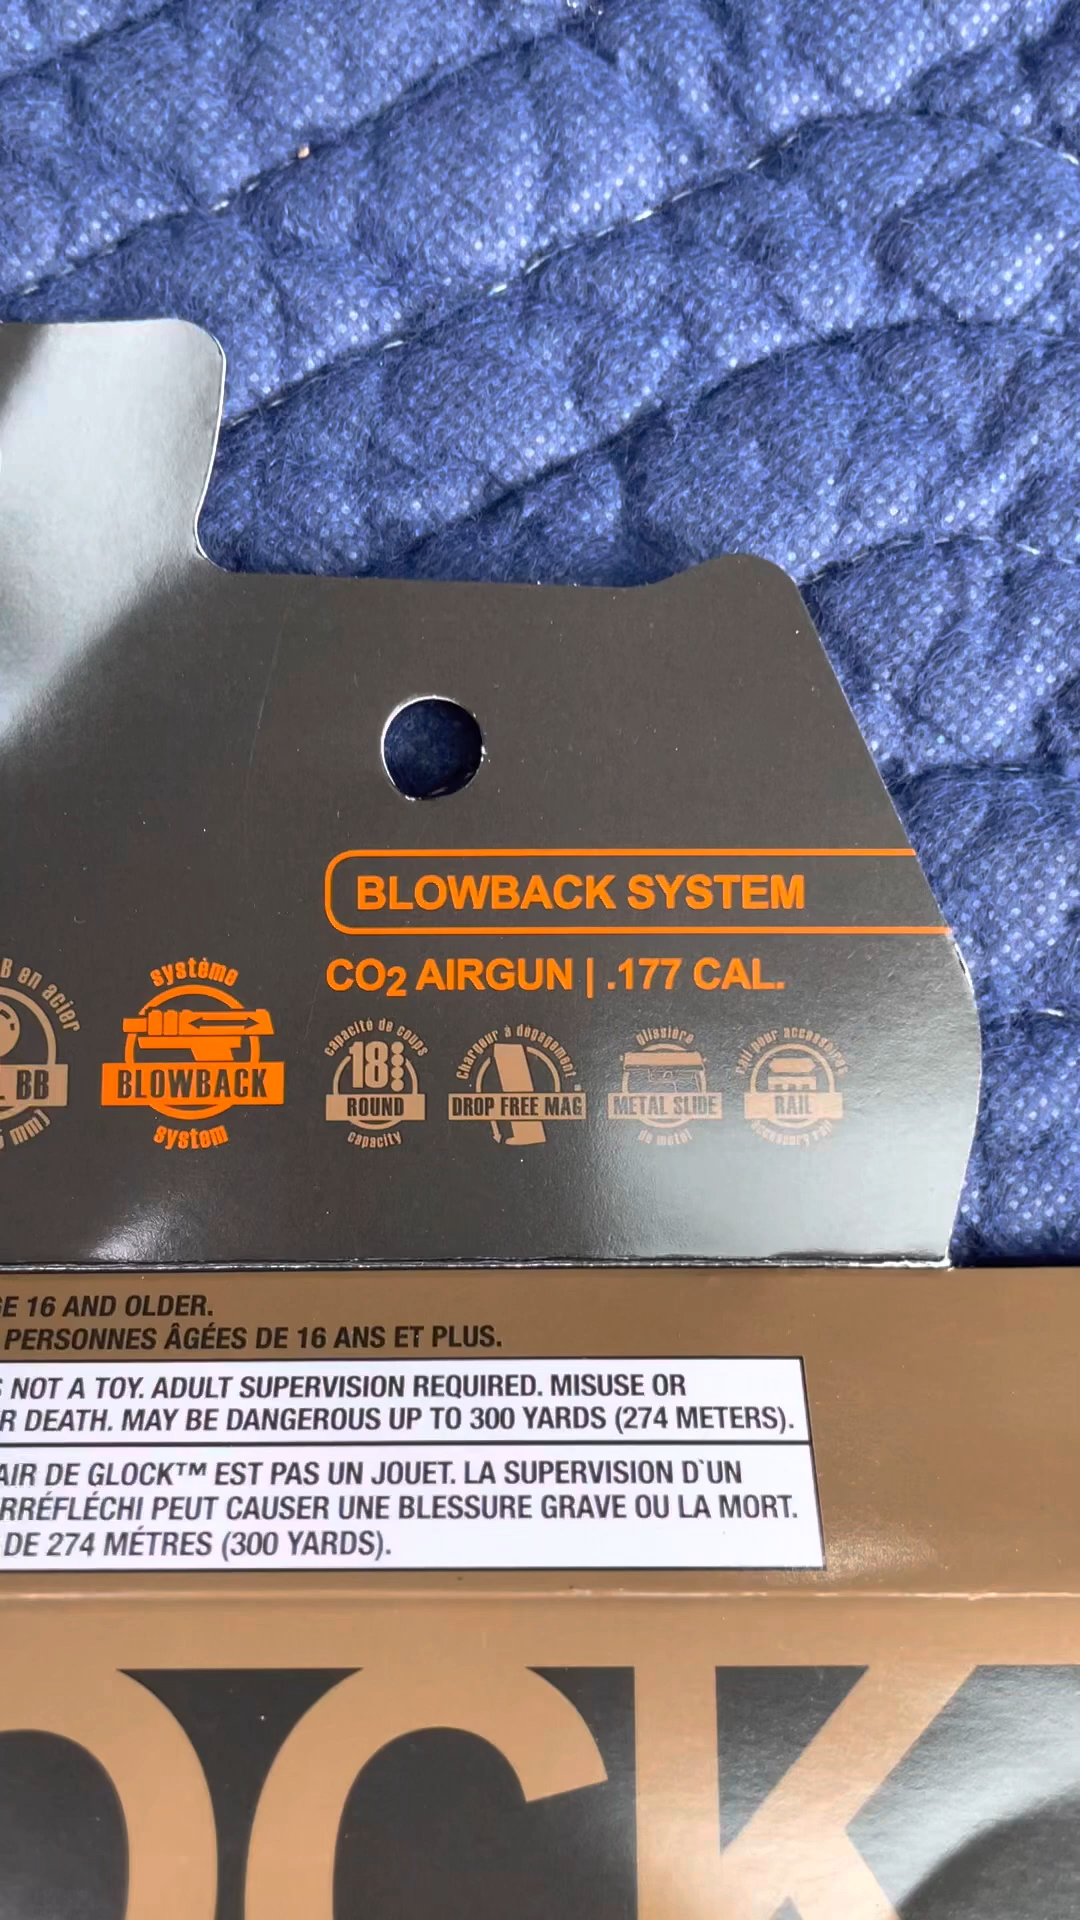 BLOWBACK SYSTEM
CO2 AIRGUN | .177 CAL.
B en acier
BB
mm)
système
BLOWBACK
system
capacité de coups
18
ROUND
capacity
Chargeur à dégagement
DROP FREE MAG
glissière
METAL SLIDE
de métal
rail pour accessoires
RAIL
accessory rail
GE 16 AND OLDER.
PERSONNES ÂGÉES DE 16 ANS ET PLUS.
NOT A TOY. ADULT SUPERVISION REQUIRED. MISUSE OR
R DEATH. MAY BE DANGEROUS UP TO 300 YARDS (274 METERS).
AIR DE GLOCK™ EST PAS UN JOUET. LA SUPERVISION D`UN
RRÉFLÉCHI PEUT CAUSER UNE BLESSURE GRAVE OU LA MORT.
DE 274 MÉTRES (300 YARDS).
OCK